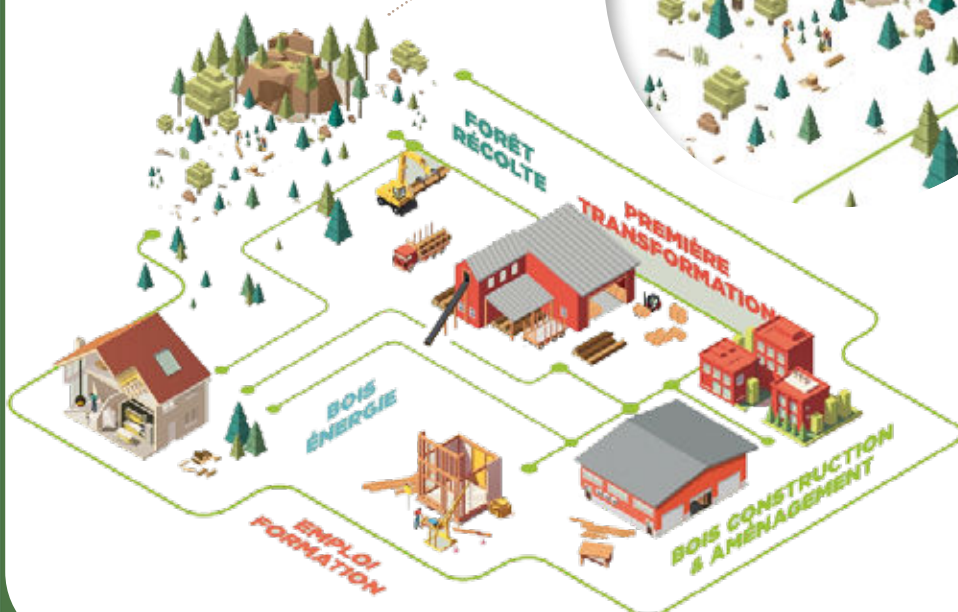 FORÊT
RÉCOLTE
PREMIÈRE
TRANSFORMATION
BOIS
ÉNERGIE
BOIS CONSTRUCTION
& AMÉNAGEMENT
EMPLOI
FORMATION